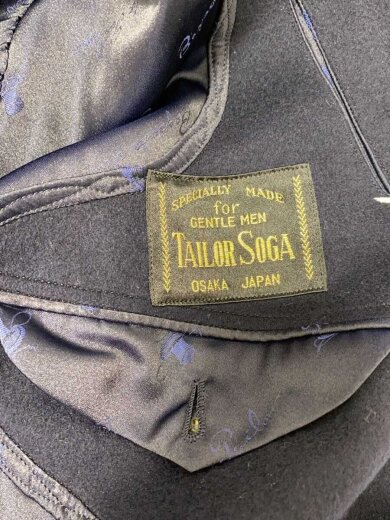 SPECIALLY MADE
for
GENTLE MEN
TAILOR SOGA
OSAKA JAPAN